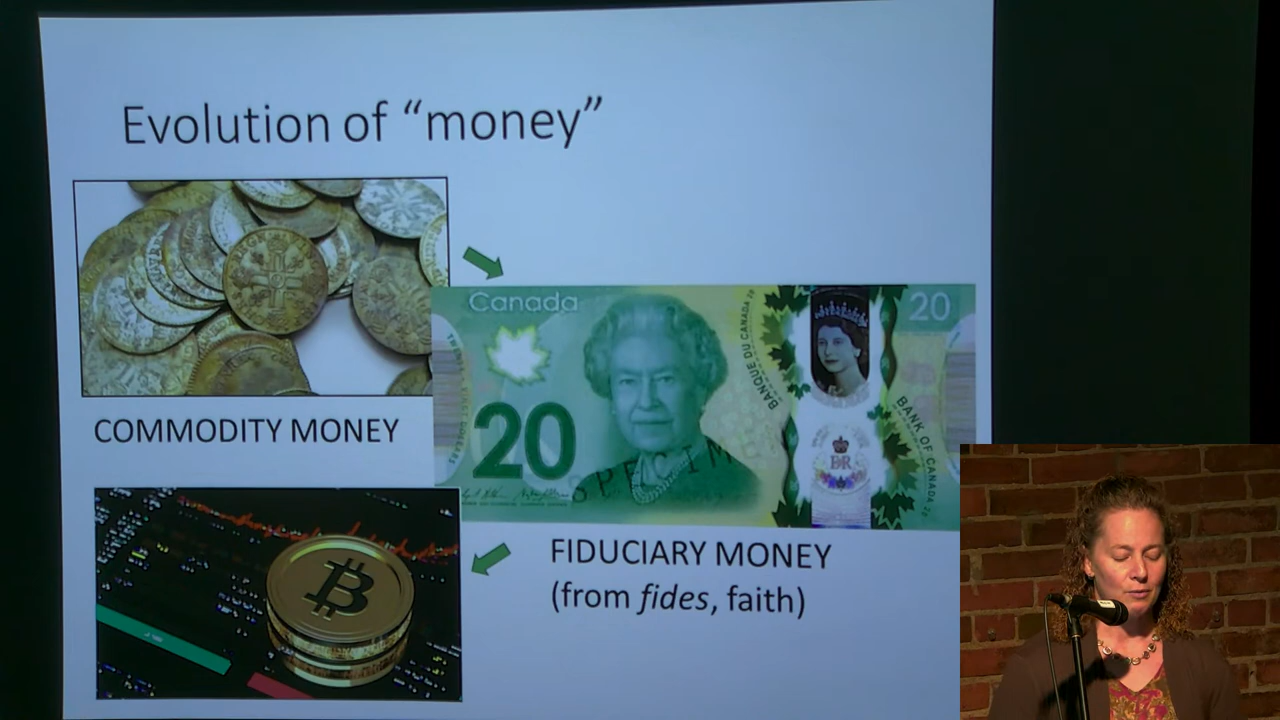 Evolution of “money”
Canada
20
20
SPECIM
BANQUE DU CANADA
BANK OF CANADA
COMMODITY MONEY
FIDUCIARY MONEY
(from fides, faith)